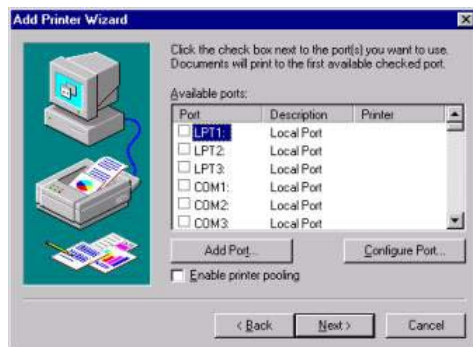 Add Printer Wizard
Click the check box next to the port(s) you want to use.
Documents will print to the first available checked port.
Available ports:
Port Description Printer
LPT1: Local Port
LPT2: Local Port
LPT3: Local Port
COM1: Local Port
COM2: Local Port
COM3: Local Port
Add Port... Configure Port...
Enable printer pooling
< Back Next > Cancel